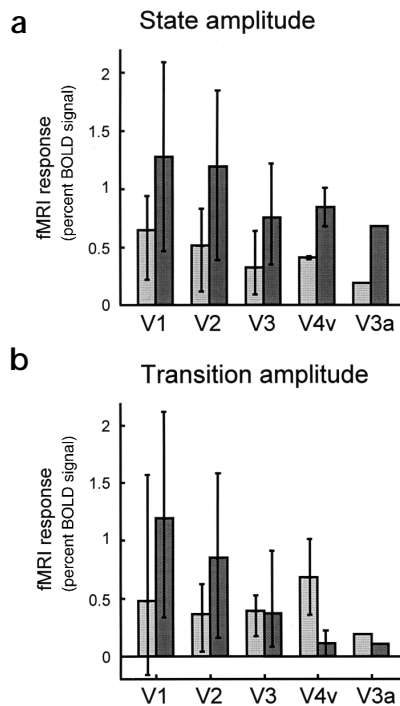 a
State amplitude
fMRI response
(percent BOLD signal)
2
1.5
1
0.5
0
V1 V2 V3 V4v V3a
b
Transition amplitude
fMRI response
(percent BOLD signal)
2
1.5
1
0.5
0
V1 V2 V3 V4v V3a